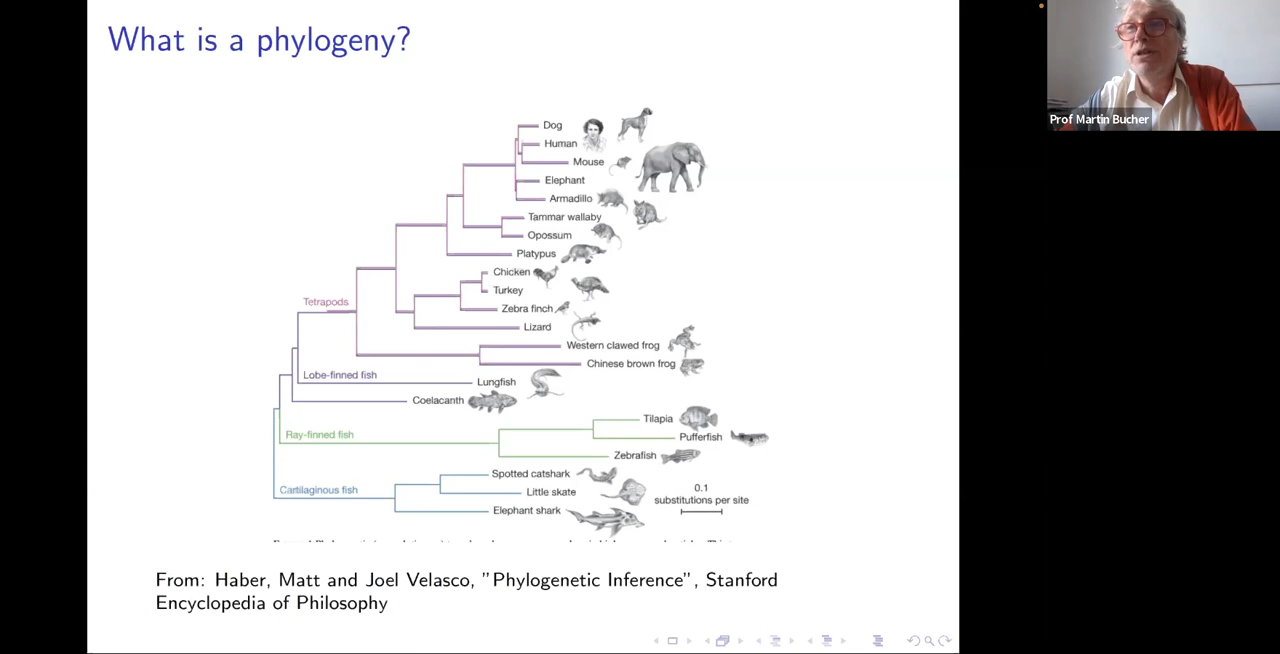 What is a phylogeny?
Prof Martin Bucher
Dog
Human
Mouse
Elephant
Armadillo
Tammar wallaby
Opossum
Platypus
Chicken
Turkey
Zebra finch
Lizard
Tetrapods
Western clawed frog
Chinese brown frog
Lobe-finned fish
Lungfish
Coelacanth
Tilapia
Ray-finned fish
Pufferfish
Zebrafish
Spotted catshark
Cartilaginous fish
Little skate
0.1
substitutions per site
Elephant shark
From: Haber, Matt and Joel Velasco, "Phylogenetic Inference", Stanford
Encyclopedia of Philosophy